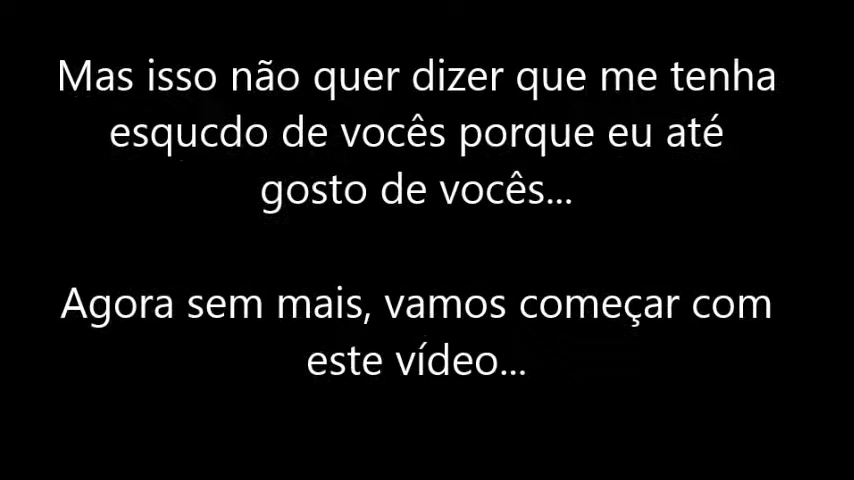 Mas isso não quer dizer que me tenha
esqucdo de vocês porque eu até
gosto de vocês...
Agora sem mais, vamos começar com
este vídeo...